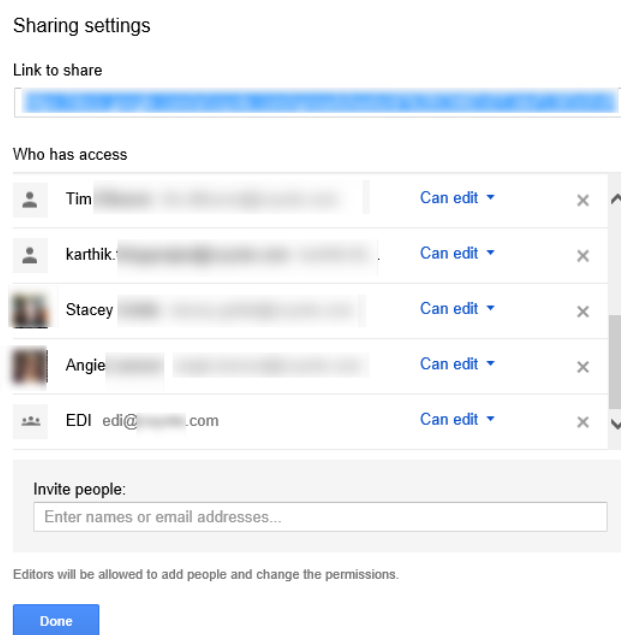 Sharing settings
Link to share
Who has access
Tim Can edit
karthik. Can edit
Stacey Can edit
Angie Can edit
EDI edi@ .com Can edit
Invite people:
Enter names or email addresses...
Editors will be allowed to add people and change the permissions.
Done